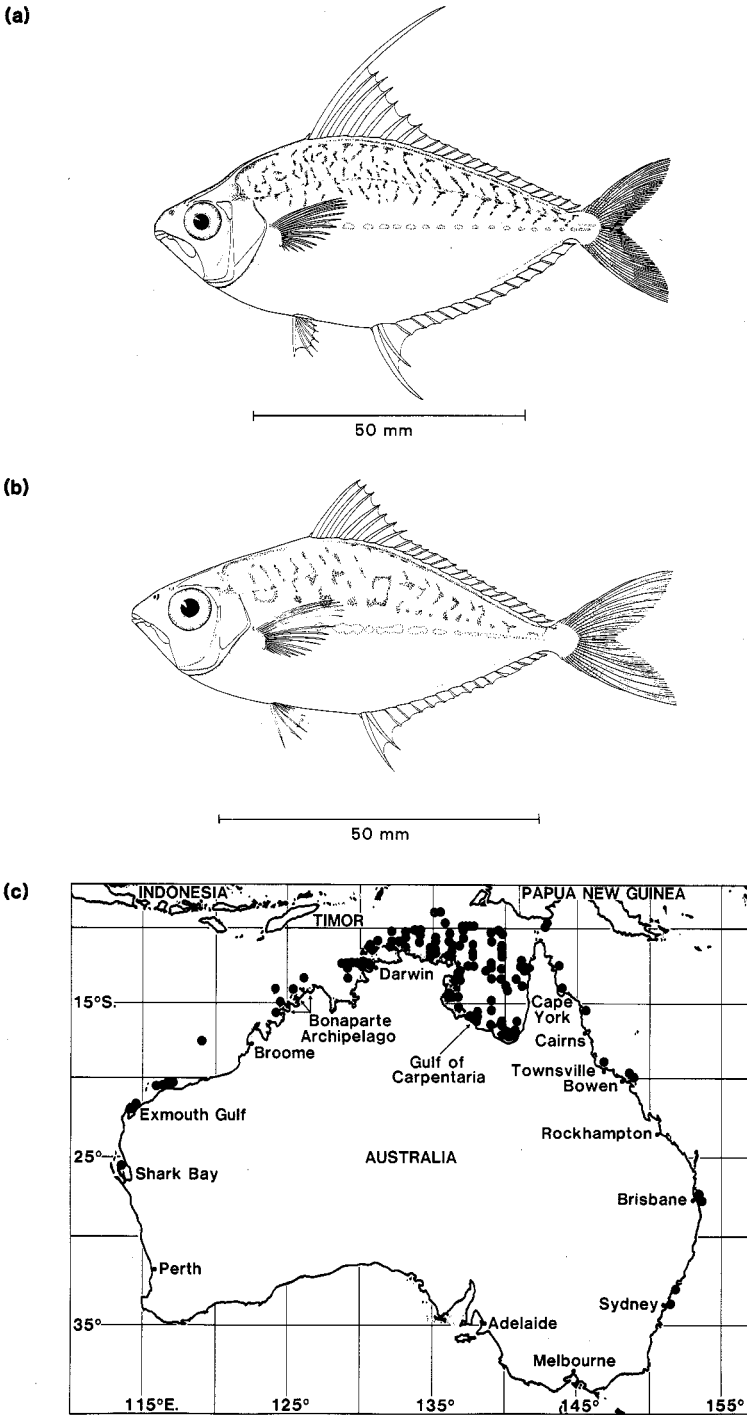 (a)
50 mm
(b)
50 mm
(c)
INDONESIA
PAPUA NEW GUINEA
TIMOR
Darwin
15°S.
Bonaparte
Archipelago
Cape
York
Broome
Gulf of
Carpentaria
Cairns
Townsville
Bowen
Exmouth Gulf
Rockhampton
25°
AUSTRALIA
Shark Bay
Brisbane
Perth
Sydney
35°
Adelaide
Melbourne
115°E.
125°
135°
145°
155°